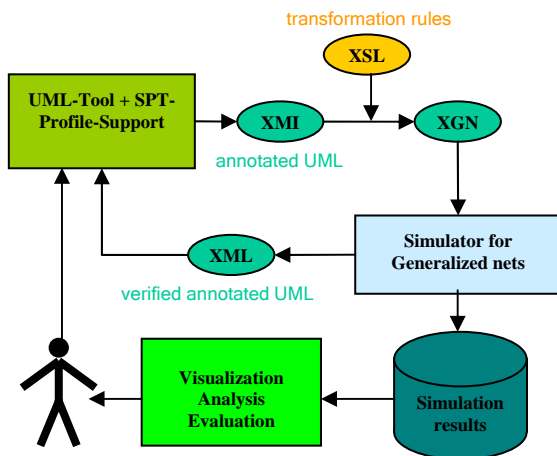 transformation rules
XSL
UML-Tool + SPT-
Profile-Support
XMI
XGN
annotated UML
XML
Simulator for
Generalized nets
verified annotated UML
Visualization
Analysis
Evaluation
Simulation
results